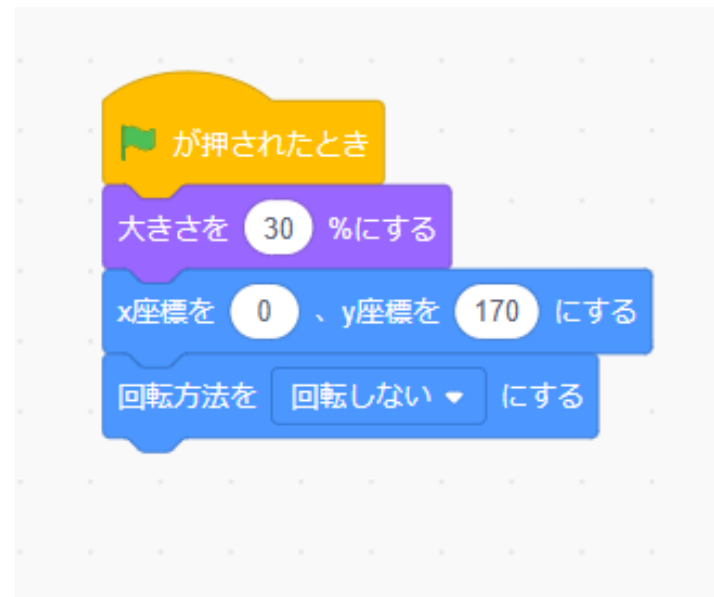 が押されたとき
大きさを 30 %にする
x座標を 0 、y座標を 170 にする
回転方法を 回転しない にする